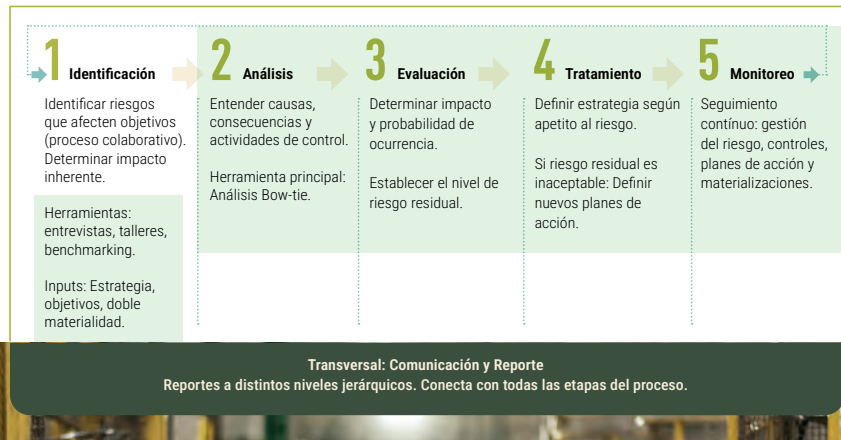 1 Identificación
Identificar riesgos
que afecten objetivos
(proceso colaborativo).
Determinar impacto
inherente.
Herramientas:
entrevistas, talleres,
benchmarking.
Inputs: Estrategia,
objetivos, doble
materialidad.
2 Análisis
Entender causas,
consecuencias y
actividades de control.
Herramienta principal:
Análisis Bow-tie.
3 Evaluación
Determinar impacto
y probabilidad de
ocurrencia.
Establecer el nivel de
riesgo residual.
4 Tratamiento
Definir estrategia según
apetito al riesgo.
Si riesgo residual es
inaceptable: Definir
nuevos planes de
acción.
5 Monitoreo
Seguimiento
contínuo: gestión
del riesgo, controles,
planes de acción y
materializaciones.
Transversal: Comunicación y Reporte
Reportes a distintos niveles jerárquicos. Conecta con todas las etapas del proceso.